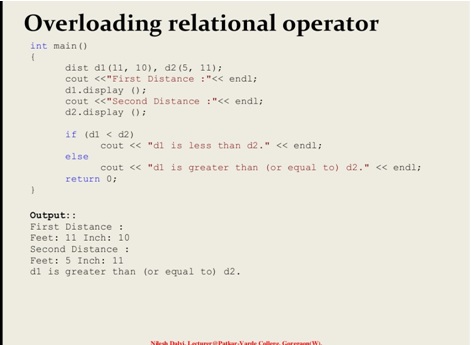 Overloading relational operator
int main()
{
dist d1(11, 10), d2(5, 11);
cout <<"First Distance :"<< endl;
d1.display ();
cout <<"Second Distance :"<< endl;
d2.display ();
if (d1 < d2)
cout << "d1 is less than d2." << endl;
else
cout << "d1 is greater than (or equal to) d2." << endl;
return 0;
}
Output::
First Distance :
Feet: 11 Inch: 10
Second Distance :
Feet: 5 Inch: 11
d1 is greater than (or equal to) d2.
Nilesh Dalvi, Lecturer@Patkar-Varde College, Goregaon(W).